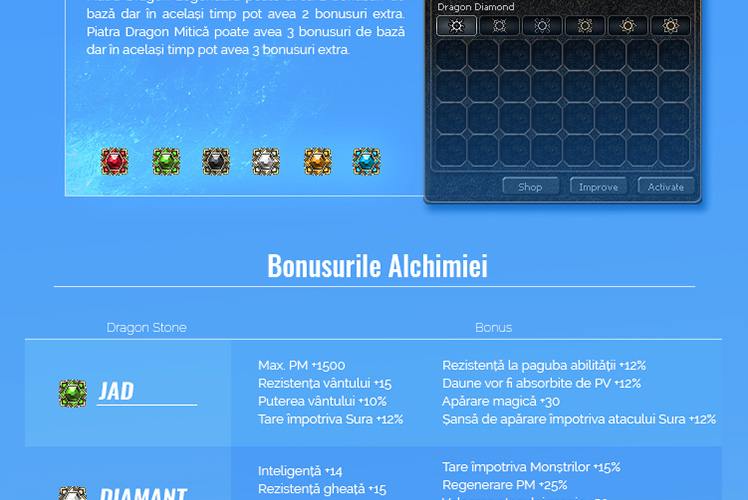 bază dar în același timp pot avea 2 bonusuri extra.
Piatra Dragon Mitică poate avea 3 bonusuri de bază
dar în același timp pot avea 3 bonusuri extra.
Dragon Diamond
Shop
Improve
Activate
Bonusurile Alchimiei
Dragon Stone
Bonus
JAD
Max. PM +1500
Rezistența vântului +15
Puterea vântului +10%
Tare împotriva Sura +12%
Rezistență la paguba abilității +12%
Daune vor fi absorbite de PV +12%
Apărare magică +30
Șansă de apărare împotriva atacului Sura +12%
DIAMANT
Inteligență +14
Rezistență gheață +15
Tare împotriva Monștrilor +15%
Regenerare PM +25%